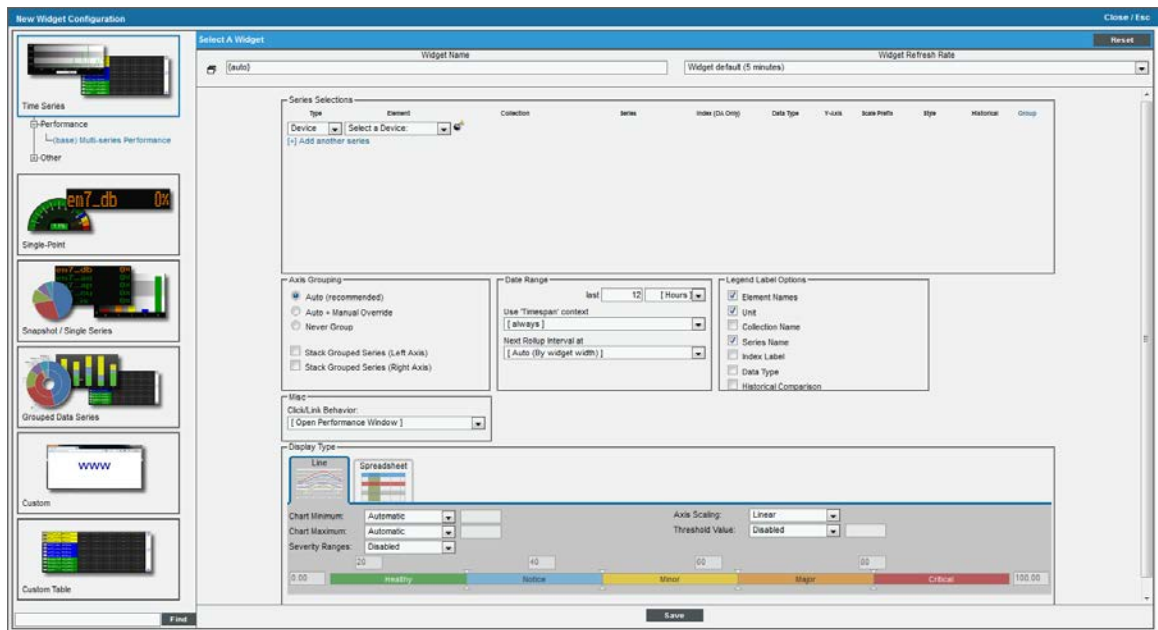 New Widget Configuration
Close / Esc
Select A Widget
Reset
Widget Name
Widget Refresh Rate
{auto}
Widget default (5 minutes)
Time Series
Performance
(base) Multi-series Performance
Other
en7_db 0%
Single-Point
en7_db 0%
Snapshot / Single Series
Grouped Data Series
www
Custom
Custom Table
Find
Series Selections
Type Element Collection Series Index (DA Only) Data Type Y-Axis Scale Prefix Style Historical Group
Device Select a Device:
[+] Add another series
Axis Grouping
Auto (recommended)
Auto + Manual Override
Never Group
Stack Grouped Series (Left Axis)
Stack Grouped Series (Right Axis)
Date Range
last 12 [ Hours ]
Use 'Timespan' context
[ always ]
Next Rollup Interval at
[ Auto (By widget width) ]
Legend Label Options
Element Names
Unit
Collection Name
Series Name
Index Label
Data Type
Historical Comparison
Misc
Click/Link Behavior:
[ Open Performance Window ]
Display Type
Line
Spreadsheet
Chart Minimum: Automatic
Axis Scaling: Linear
Chart Maximum: Automatic
Threshold Value: Disabled
Severity Ranges: Disabled
20 40 60 80
0.00 Healthy Notice Minor Major Critical 100.00
Save